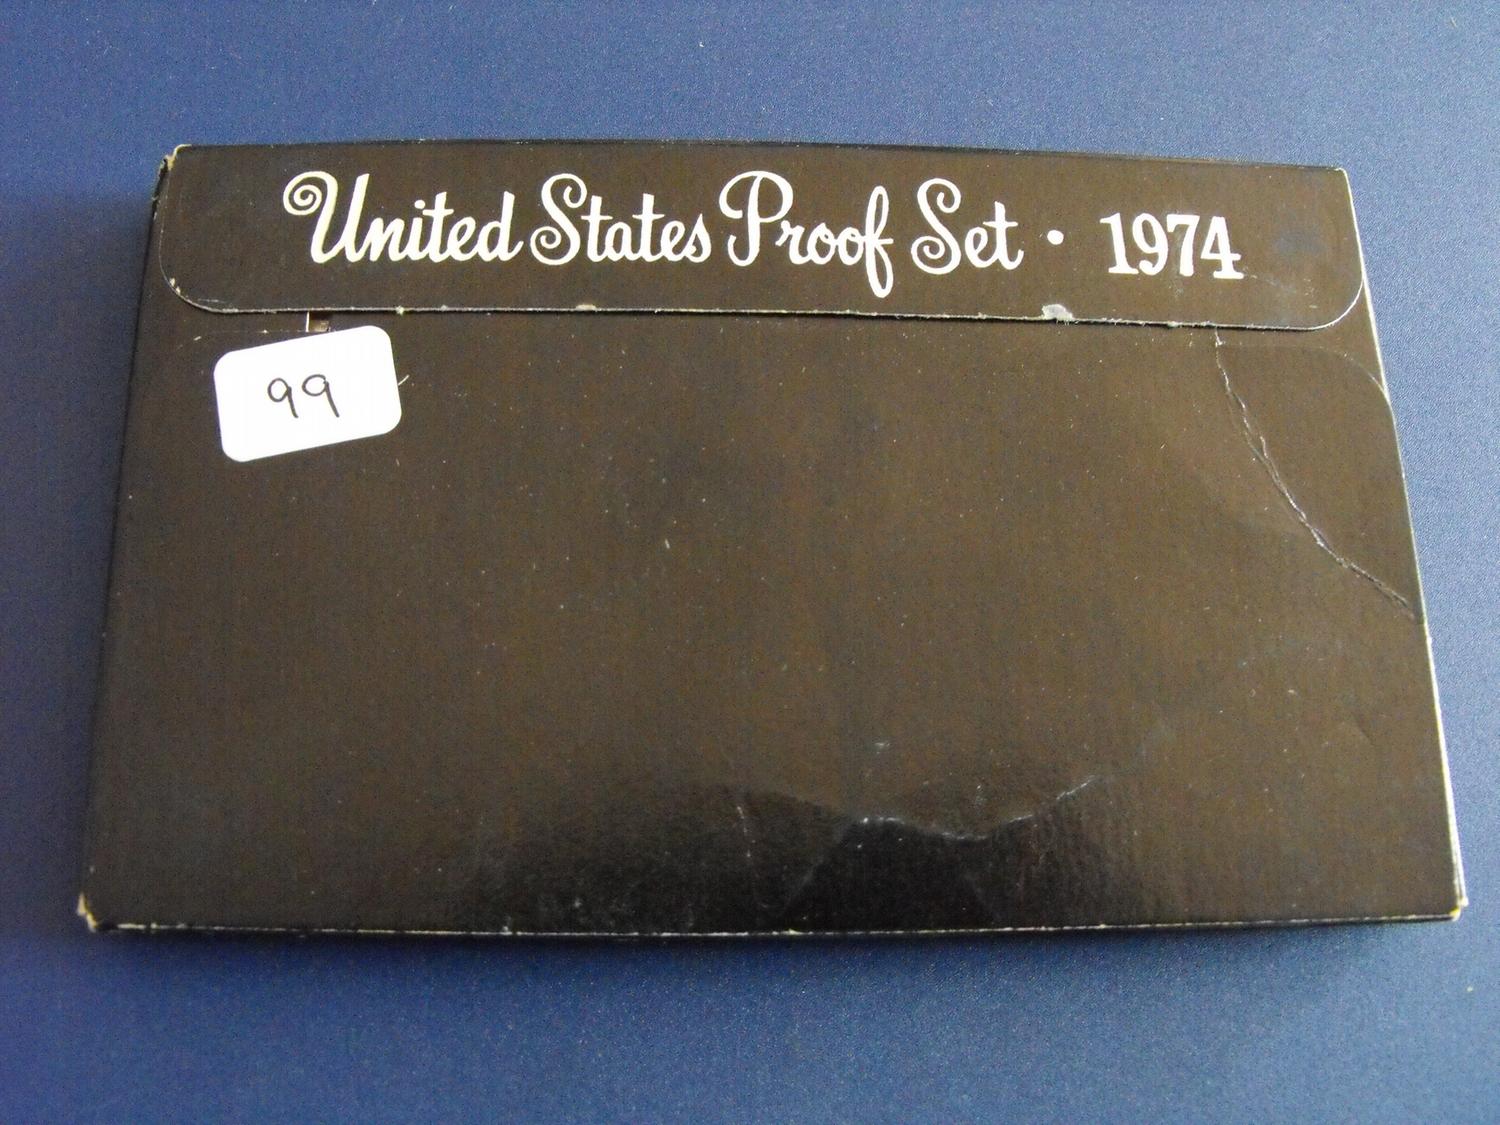 United States Proof Set • 1974
99